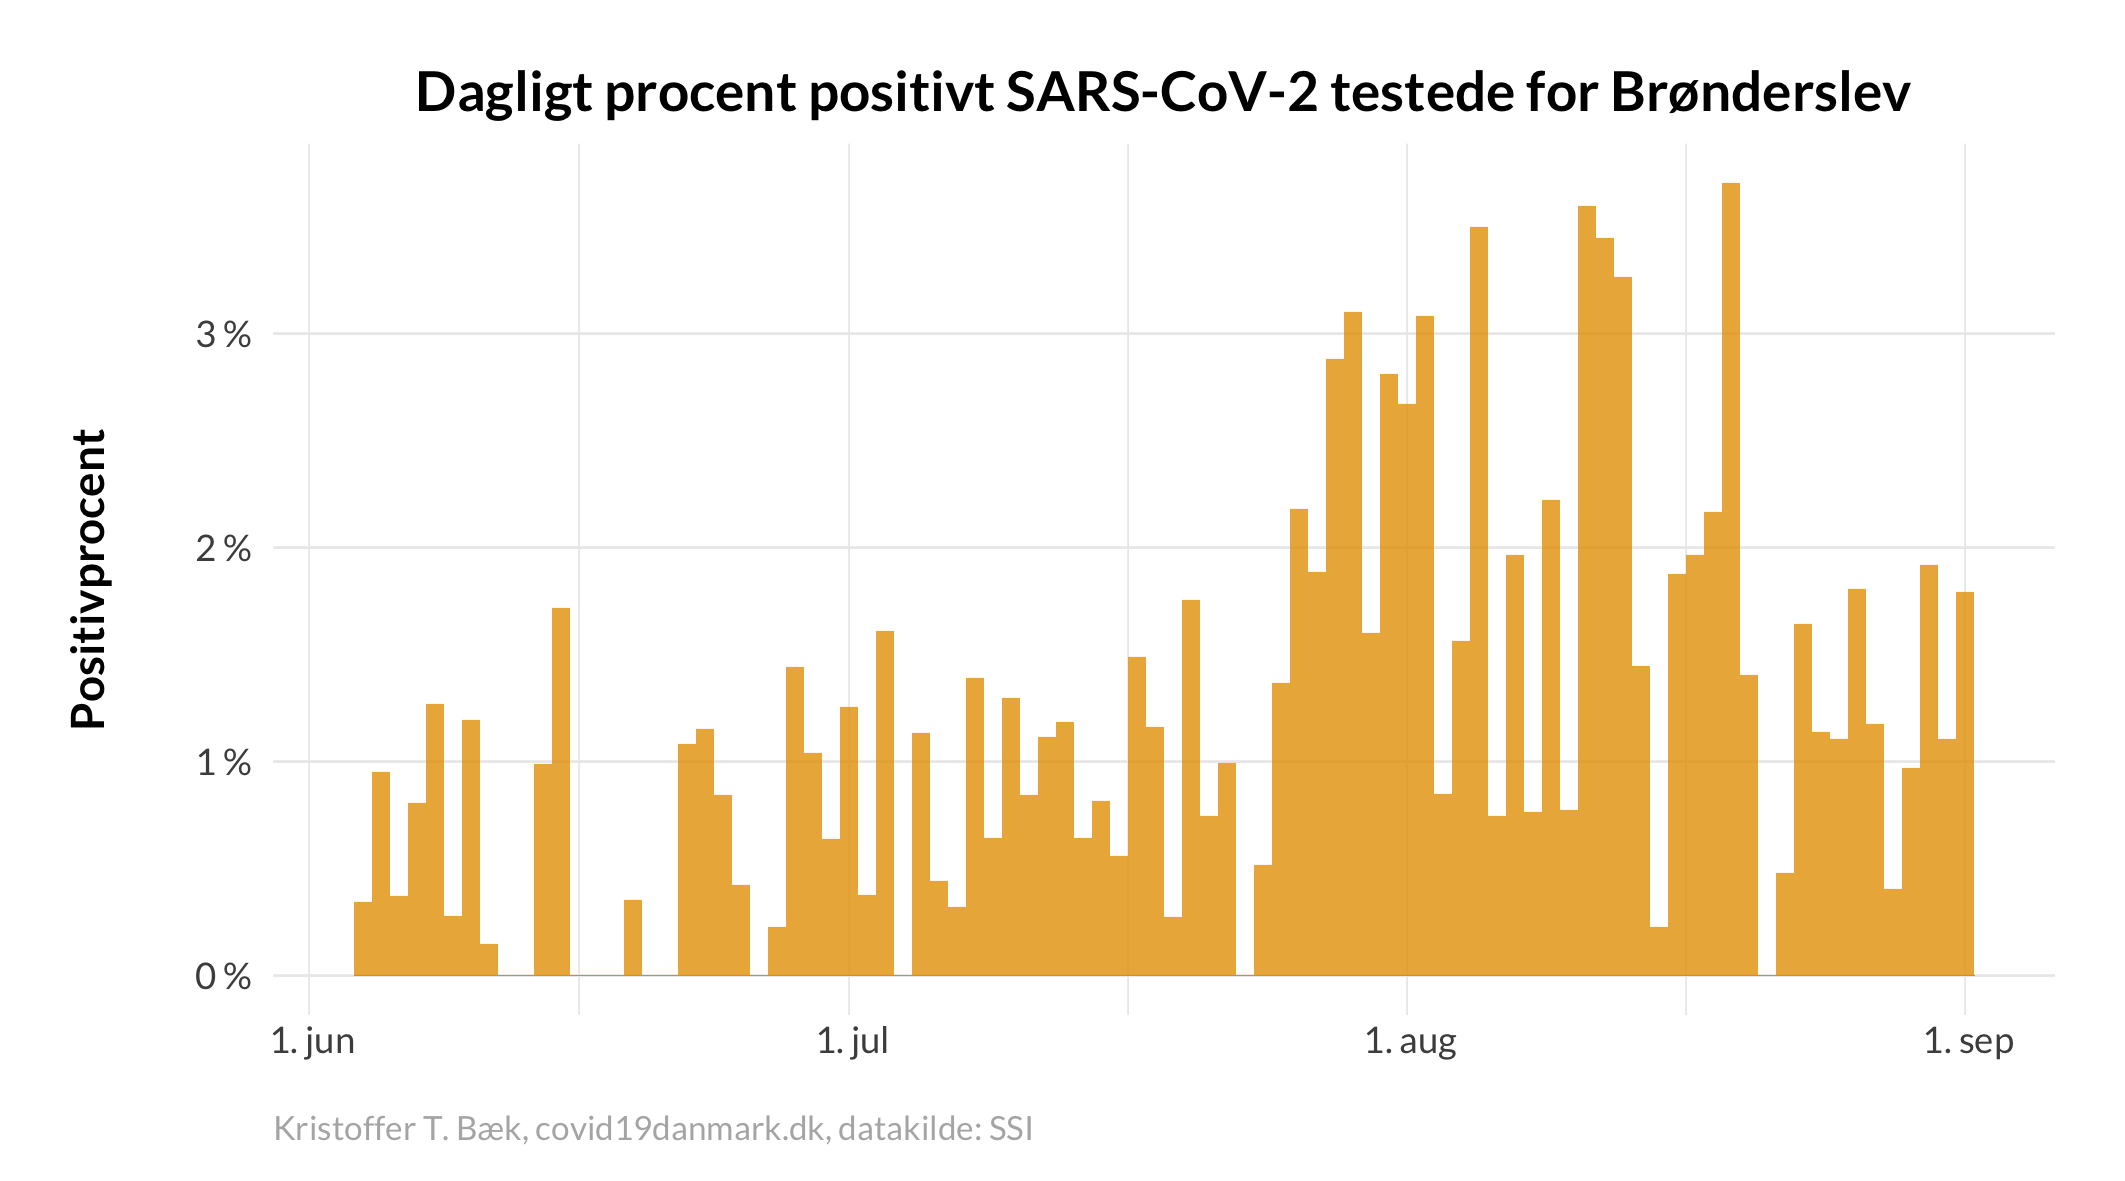 Dagligt procent positivt SARS-CoV-2 testede for Brønderslev
Positivprocent
3 %
2 %
1 %
0 %
1. jun
1. jul
1. aug
1. sep
Kristoffer T. Bæk, covid19danmark.dk, datakilde: SSI